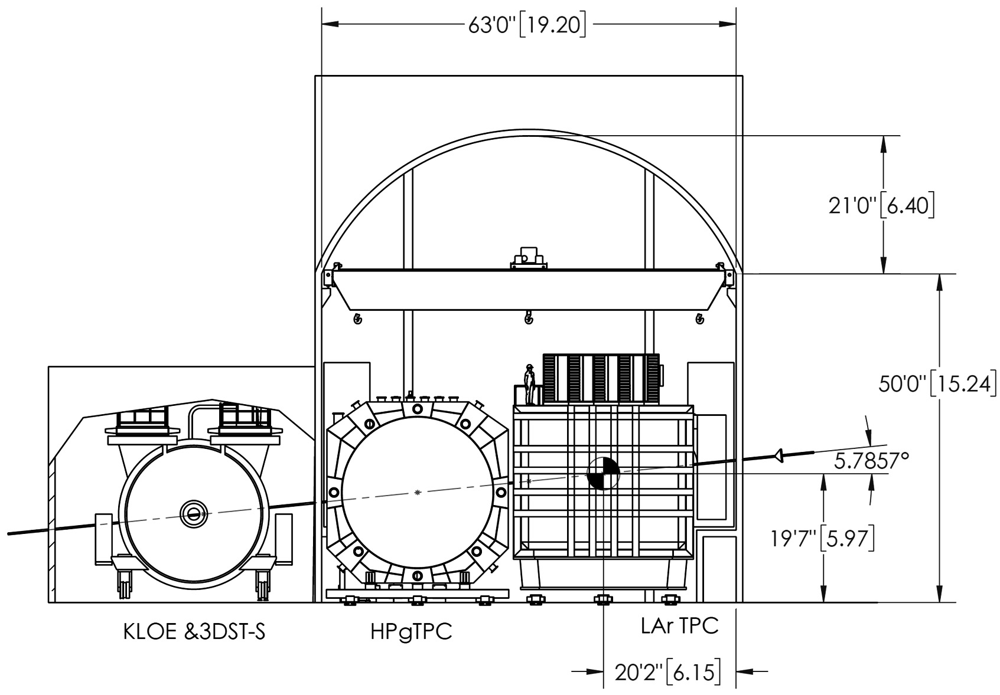 63'0"[19.20]
21'0"[6.40]
50'0"[15.24]
5.7857°
19'7"[5.97]
KLOE &3DST-S
HPgTPC
LAr TPC
20'2"[6.15]